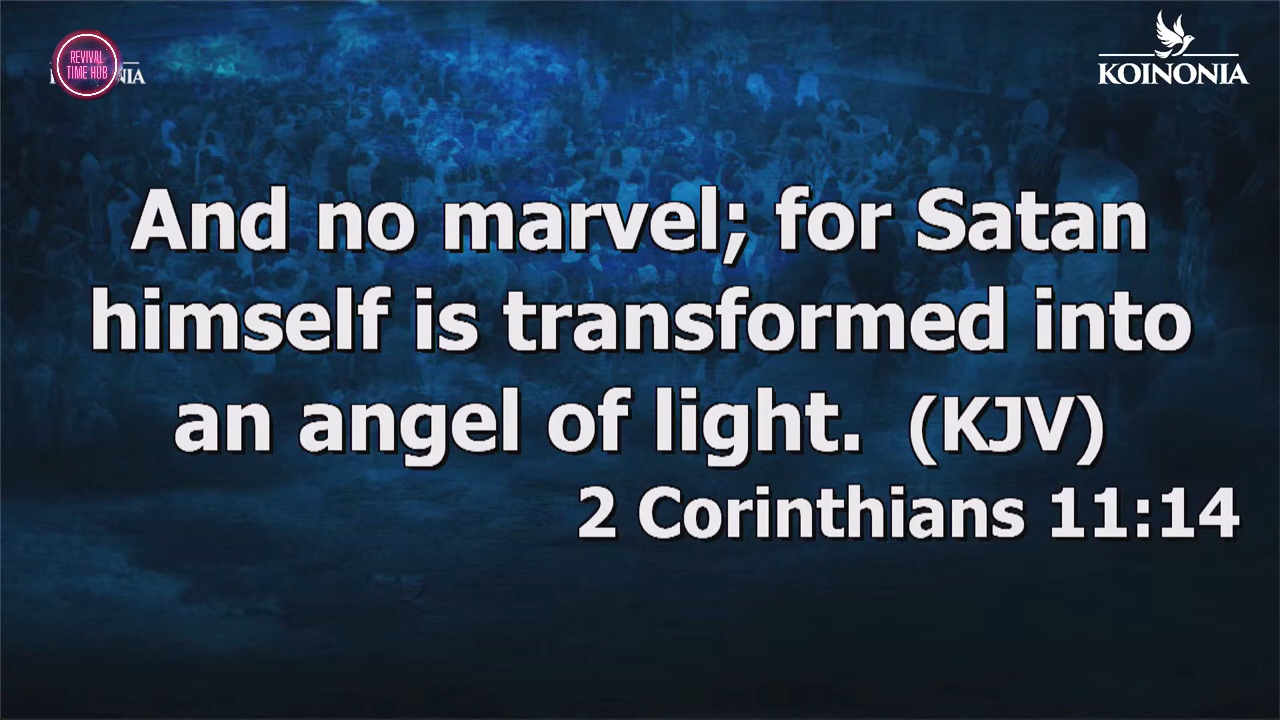 REVIVAL
TIME HUB
KOINONIA
And no marvel; for Satan
himself is transformed into
an angel of light. (KJV)
2 Corinthians 11:14